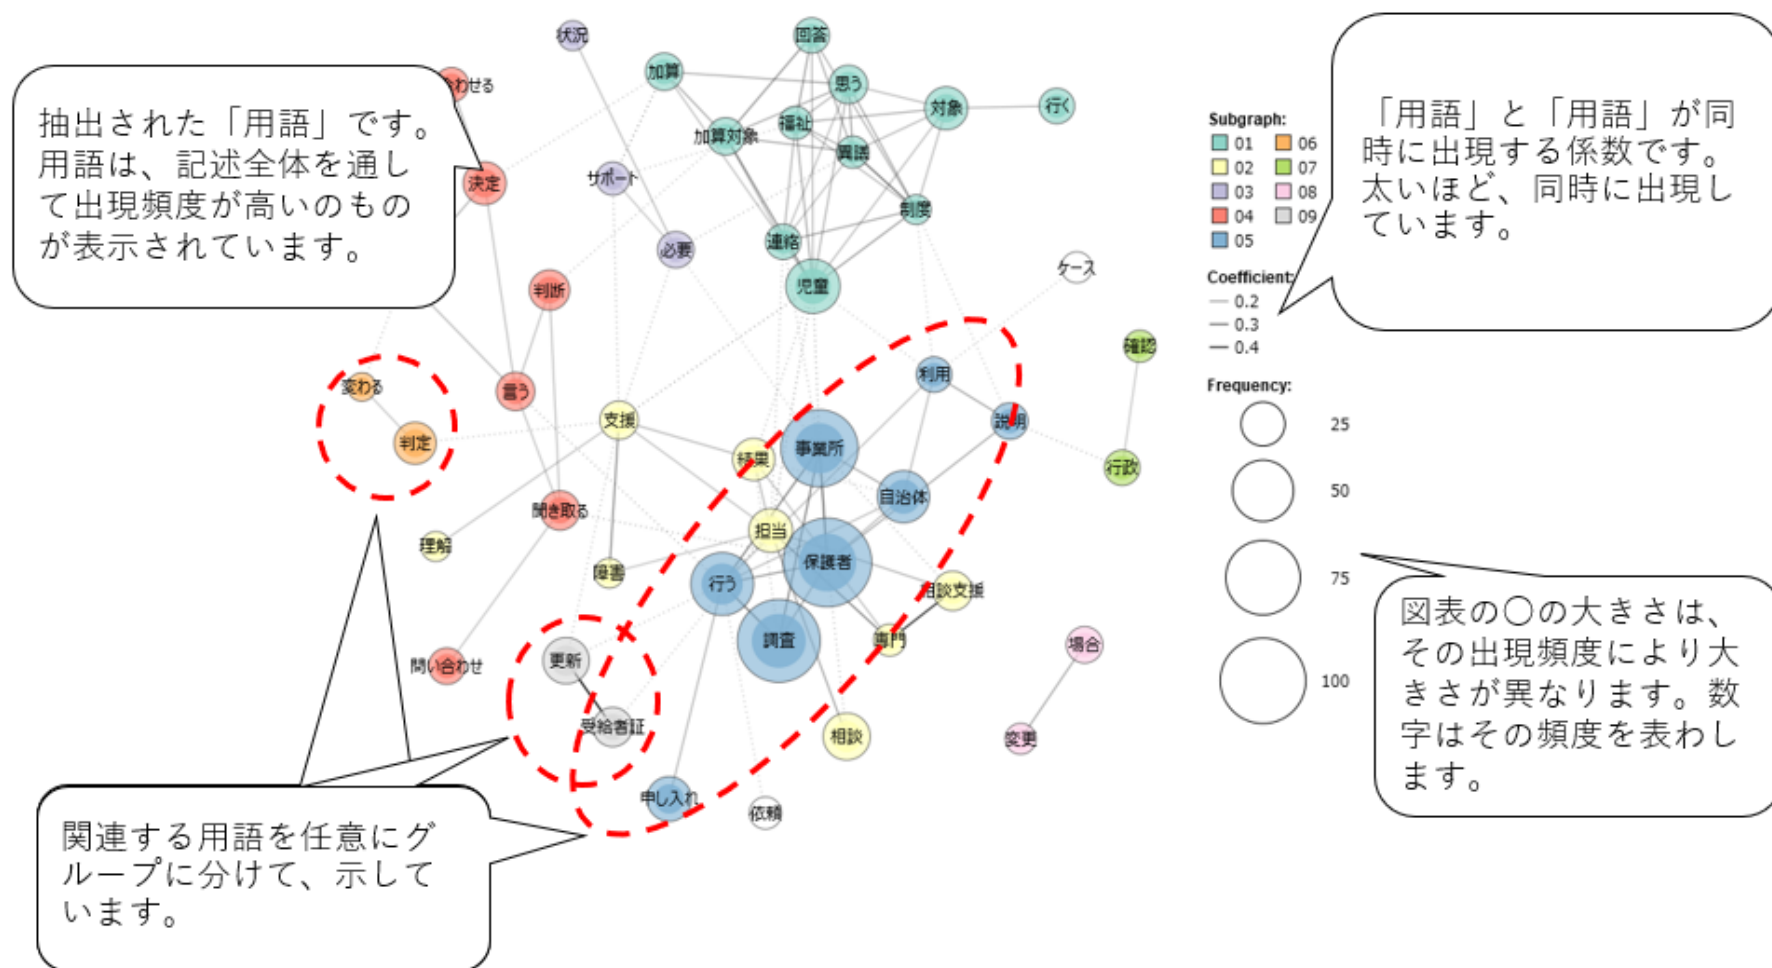 抽出された「用語」です。
用語は、記述全体を通し
て出現頻度が高いのもの
が表示されています。
「用語」と「用語」が同
時に出現する係数です。
太いほど、同時に出現し
ています。
図表の〇の大きさは、
その出現頻度により大
きさが異なります。数
字はその頻度を表わし
ます。
関連する用語を任意にグ
ループに分けて、示して
います。
Subgraph:
01 06
02 07
03 08
04 09
05
Coefficient:
0.2
0.3
0.4
Frequency:
25
50
75
100
状況
回答
加算
思う
わせる
対象
行く
福祉
加算対象
異議
サポート
決定
制度
連絡
必要
ケース
児童
判断
確認
利用
変わる
言う
支援
説明
判定
事業所
結果
行政
自治体
聞き取る
担当
理解
保護者
障害
行う
相談支援
調査
専門
場合
更新
問い合わせ
受給者証
相談
変更
申し入れ
依頼